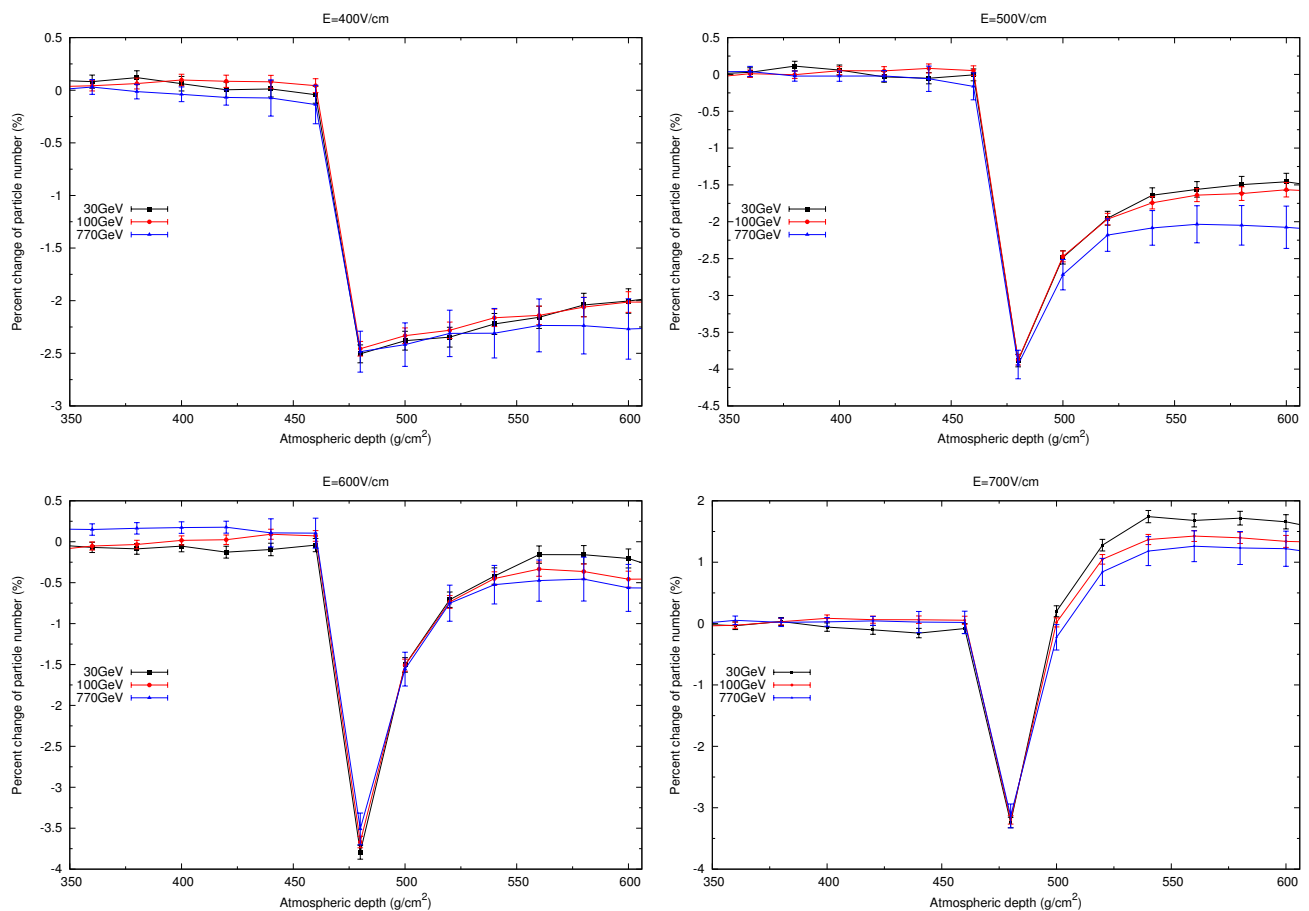 E=400V/cm
Percent change of particle number (%)
0.5
0
-0.5
-1
-1.5
-2
-2.5
-3
30GeV
100GeV
770GeV
350 400 450 500 550 600
Atmospheric depth (g/cm²)
E=500V/cm
Percent change of particle number (%)
0.5
0
-0.5
-1
-1.5
-2
-2.5
-3
-3.5
-4
-4.5
30GeV
100GeV
770GeV
350 400 450 500 550 600
Atmospheric depth (g/cm²)
E=600V/cm
Percent change of particle number (%)
0.5
0
-0.5
-1
-1.5
-2
-2.5
-3
-3.5
-4
30GeV
100GeV
770GeV
350 400 450 500 550 600
Atmospheric depth (g/cm²)
E=700V/cm
Percent change of particle number (%)
2
1
0
-1
-2
-3
-4
30GeV
100GeV
770GeV
350 400 450 500 550 600
Atmospheric depth (g/cm²)